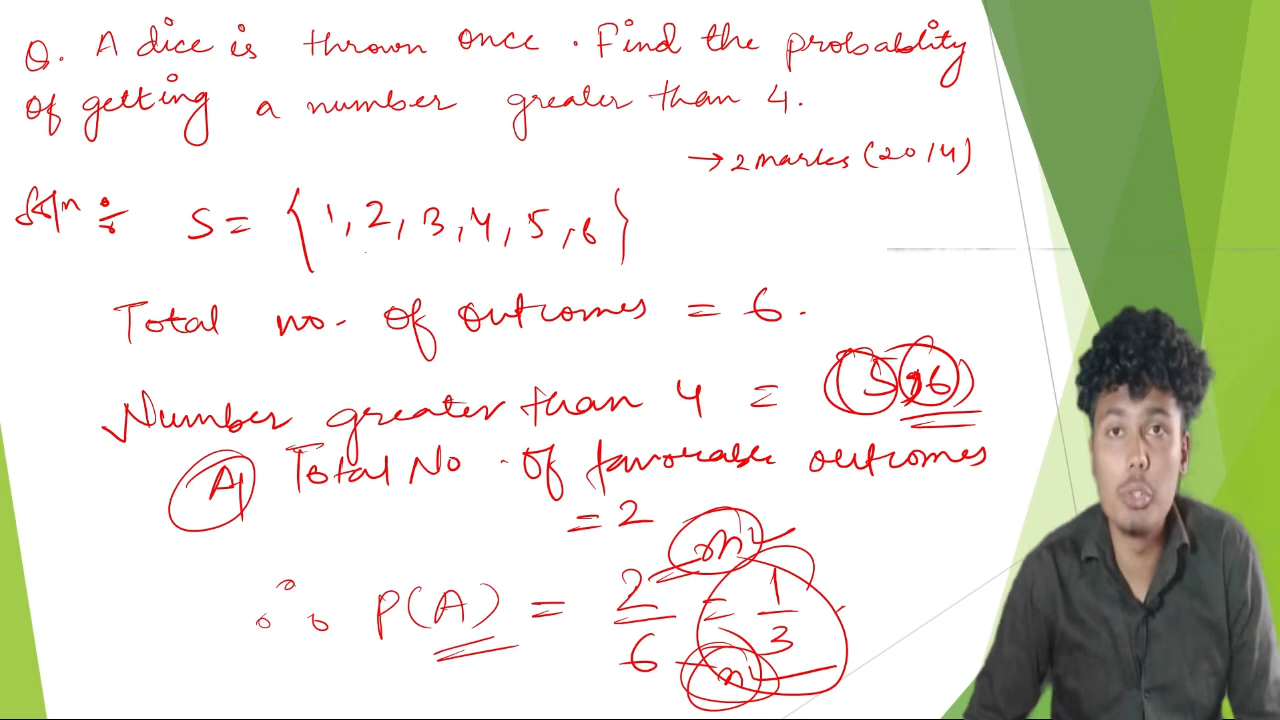 Q. A dice is thrown once. Find the probability
of getting a number greater than 4.
→ 2 marks (2014)
Soln: S = {1, 2, 3, 4, 5, 6}
Total no. of outcomes = 6.
Number greater than 4 = (5, 6)
A Total No. of favorable outcomes
= 2
m
∴ P(A) = 2/6 = 1/3
n